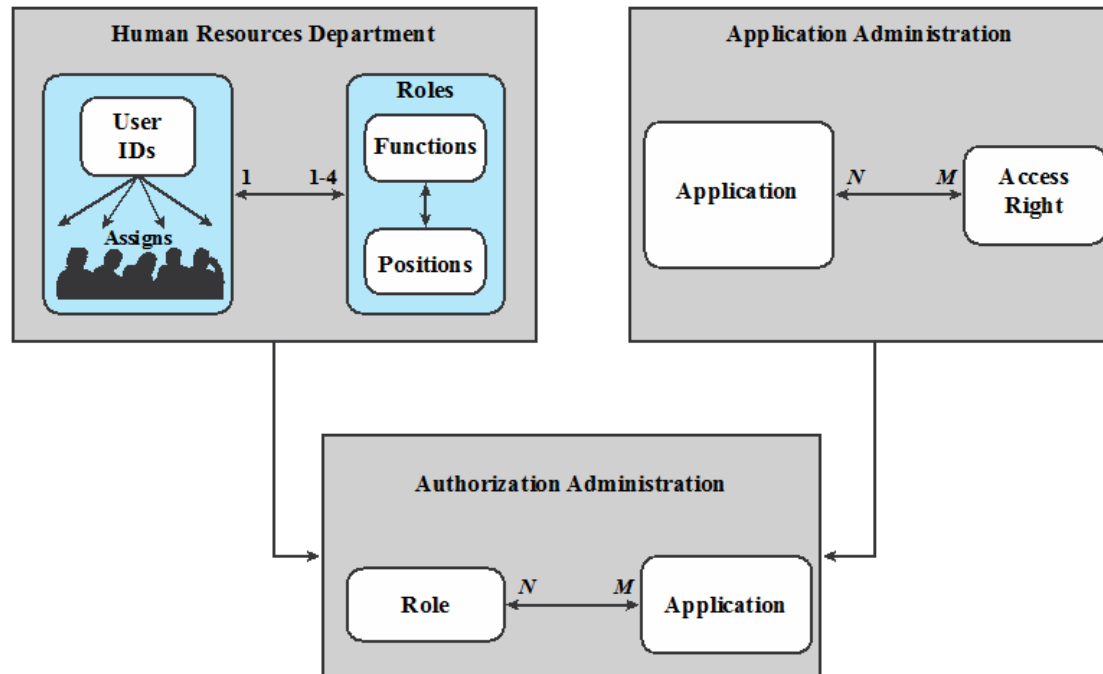 Human Resources Department
User
IDs
Assigns
1
1-4
Roles
Functions
Positions
Application Administration
Application
N
M
Access
Right
Authorization Administration
Role
N
M
Application